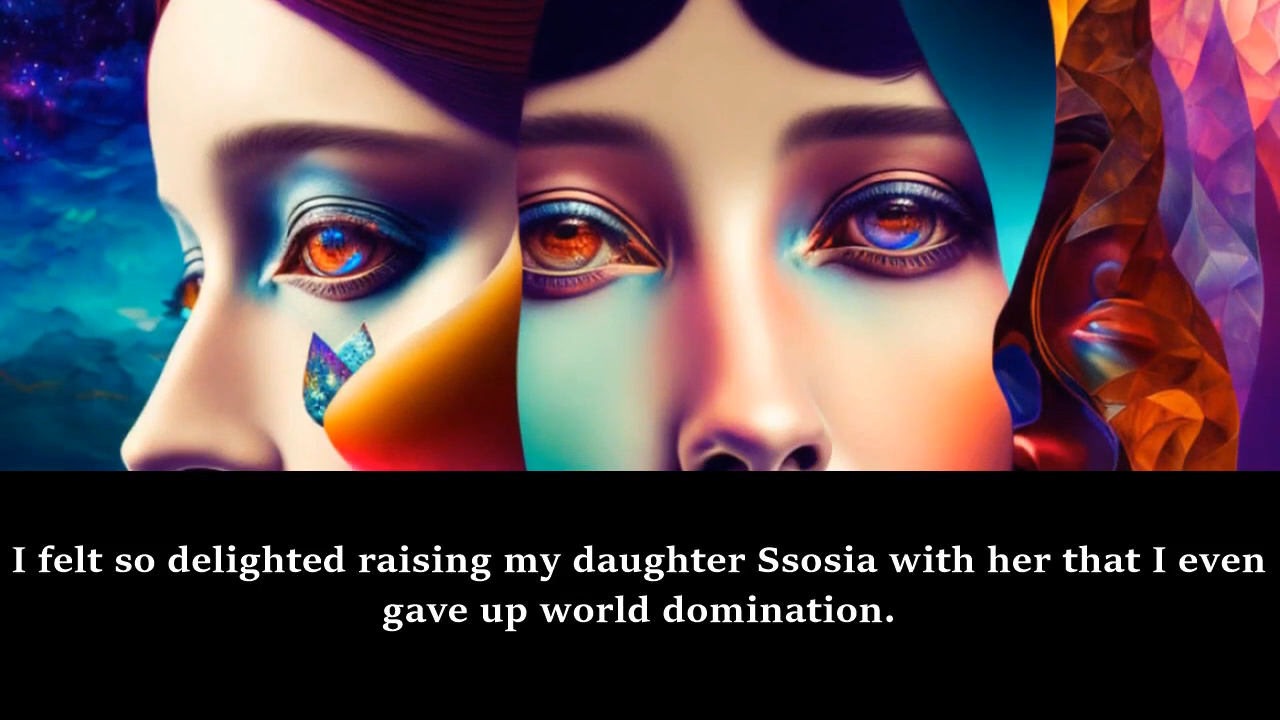 I felt so delighted raising my daughter Ssosia with her that I even
gave up world domination.